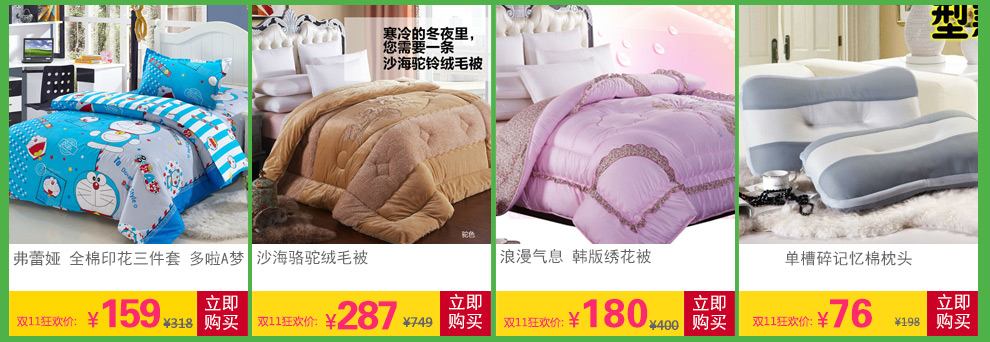 寒冷的冬夜里，
您需要一条
沙海驼铃绒毛被
驼色
型
弗蕾娅 全棉印花三件套 多啦A梦
双11狂欢价: ¥159 ¥318
立即
购买
沙海骆驼绒毛被
双11狂欢价: ¥287 ¥749
立即
购买
浪漫气息 韩版绣花被
双11狂欢价: ¥180 ¥400
立即
购买
单槽碎记忆棉枕头
双11狂欢价: ¥76 ¥198
立即
购买